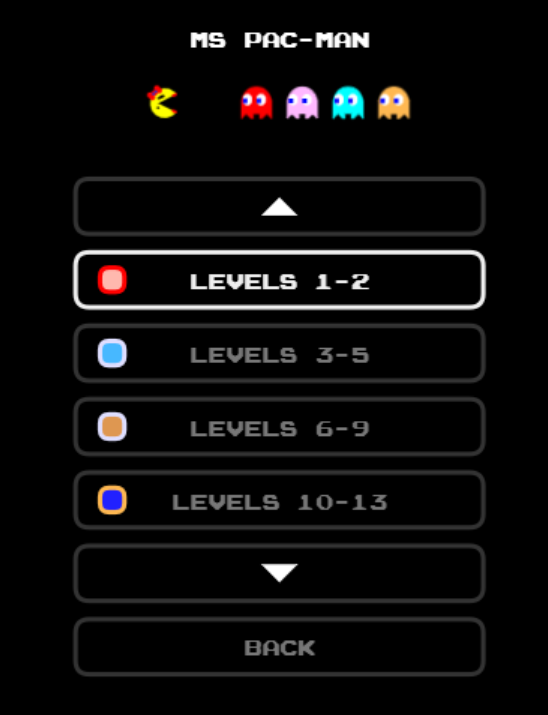 MS PAC-MAN
LEVELS 1-2
LEVELS 3-5
LEVELS 6-9
LEVELS 10-13
BACK